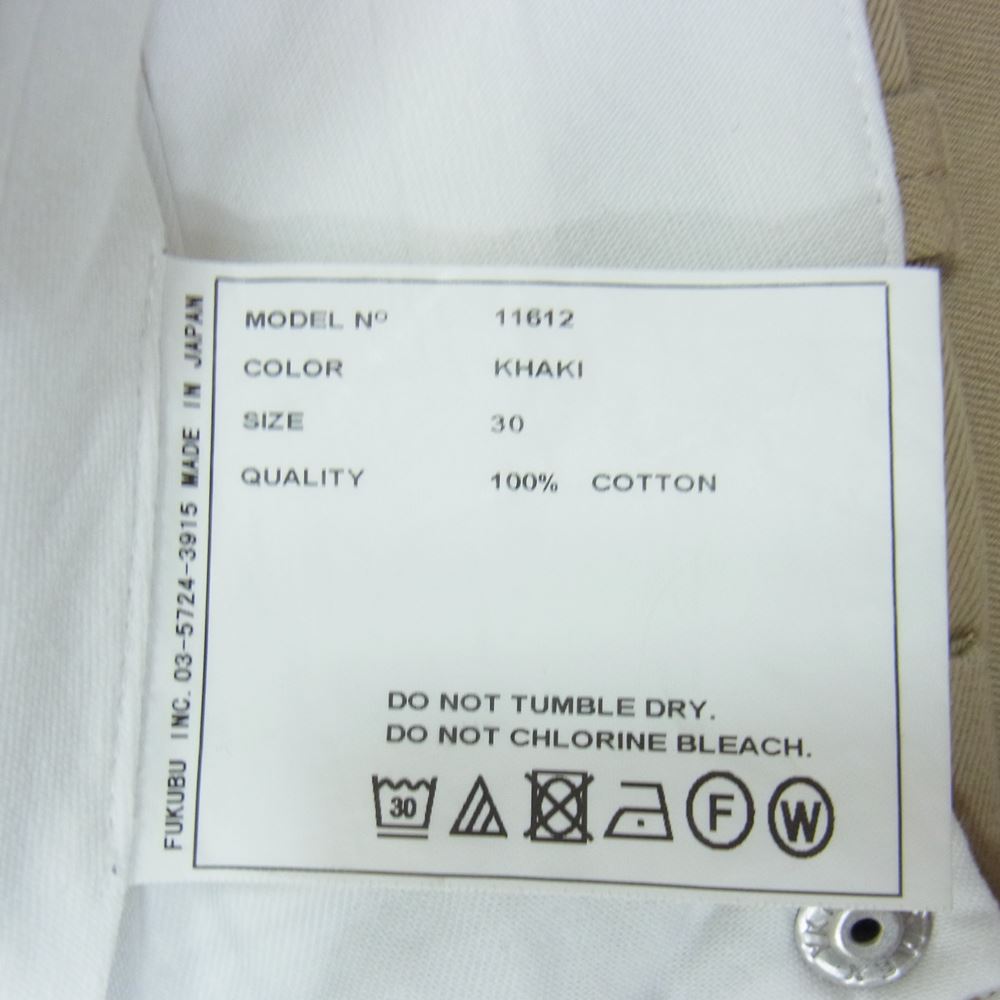 MODEL Nº 11612
COLOR KHAKI
SIZE 30
QUALITY 100% COTTON
DO NOT TUMBLE DRY.
DO NOT CHLORINE BLEACH.
30
F
W
FUKUBU INC. 03-5724-3915 MADE IN JAPAN